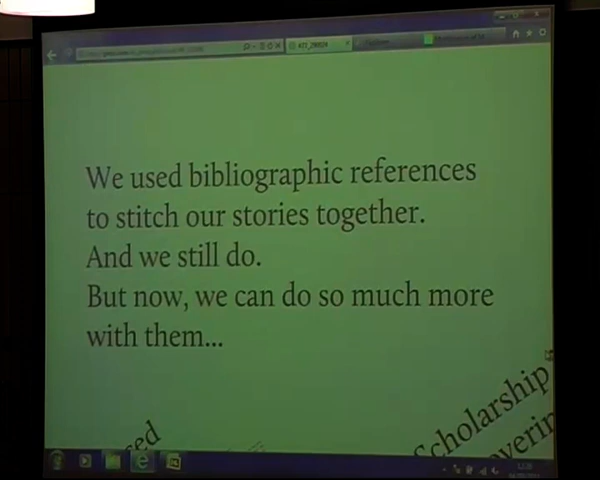 We used bibliographic references
to stitch our stories together.
And we still do.
But now, we can do so much more
with them...
Scholarship